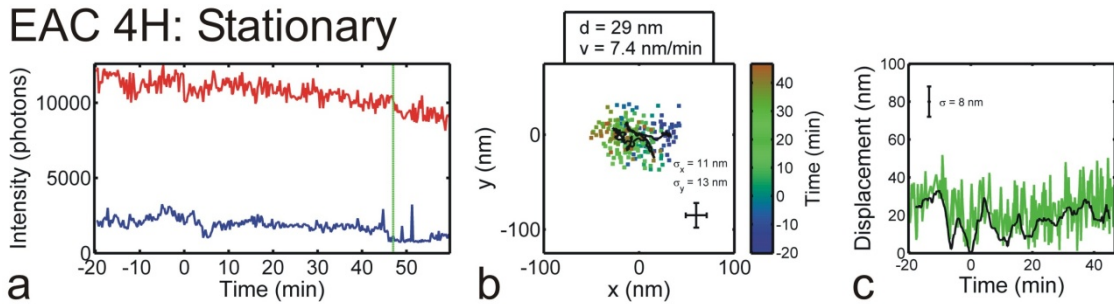 EAC 4H: Stationary
Intensity (photons)
10000
5000
0
-20 -10 0 10 20 30 40 50
Time (min)
a
d = 29 nm
v = 7.4 nm/min
y (nm)
0
-100
-100 0 100
x (nm)
σx = 11 nm
σy = 13 nm
40
30
20
10
0
-10
-20
Time (min)
b
Displacement (nm)
100
80
60
40
20
0
σ = 8 nm
-20 0 20 40
Time (min)
c